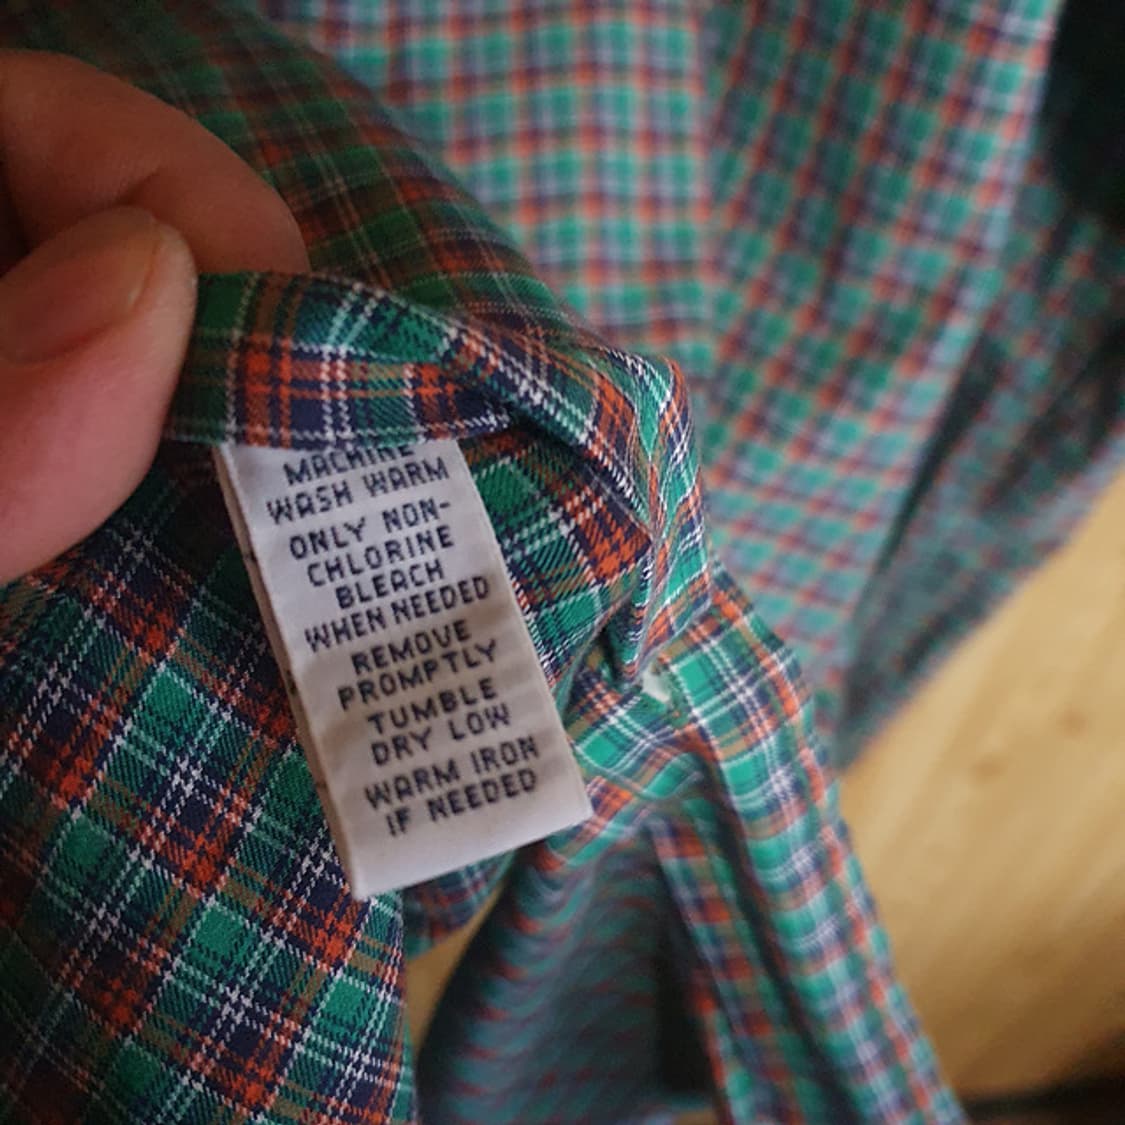 MACHINE
WASH WARM
ONLY NON-
CHLORINE
BLEACH
WHEN NEEDED
REMOVE
PROMPTLY
TUMBLE
DRY LOW
WARM IRON
IF NEEDED